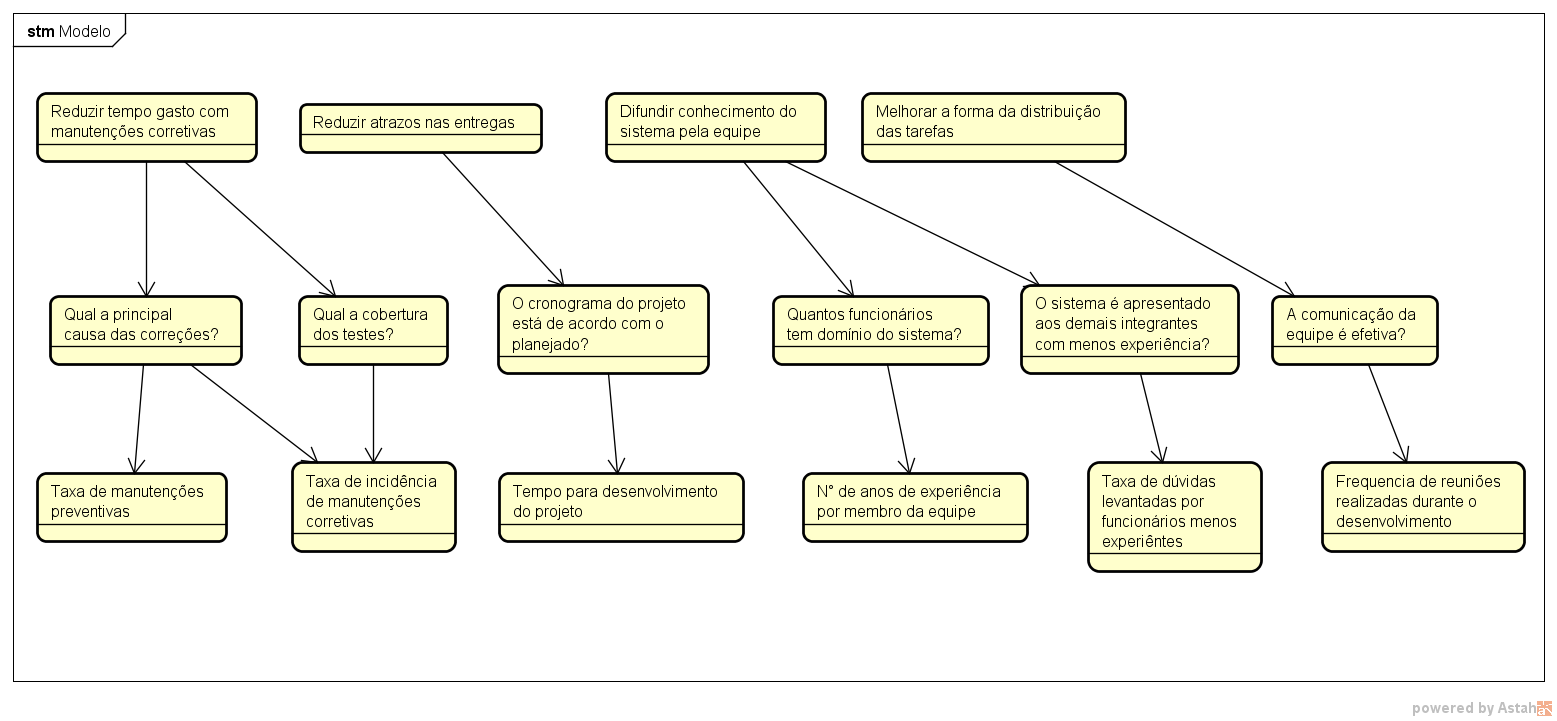 stm Modelo
Reduzir tempo gasto com
manutenções corretivas
Reduzir atrazos nas entregas
Difundir conhecimento do
sistema pela equipe
Melhorar a forma da distribuição
das tarefas
Qual a principal
causa das correções?
Qual a cobertura
dos testes?
O cronograma do projeto
está de acordo com o
planejado?
Quantos funcionários
tem domínio do sistema?
O sistema é apresentado
aos demais integrantes
com menos experiência?
A comunicação da
equipe é efetiva?
Taxa de manutenções
preventivas
Taxa de incidência
de manutenções
corretivas
Tempo para desenvolvimento
do projeto
N° de anos de experiência
por membro da equipe
Taxa de dúvidas
levantadas por
funcionários menos
experiêntes
Frequencia de reuniões
realizadas durante o
desenvolvimento
powered by Astah